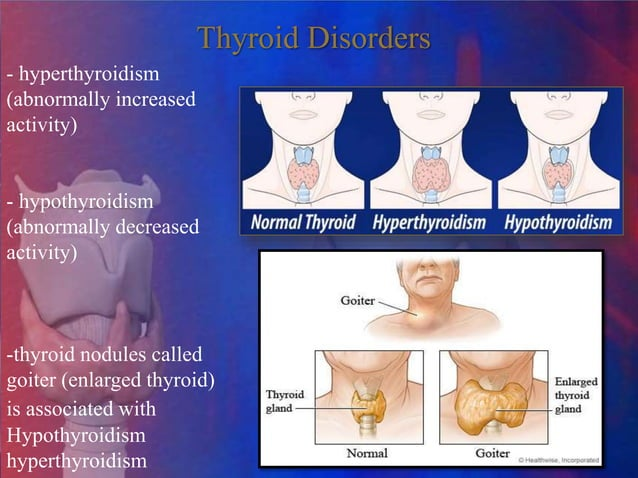 Thyroid Disorders
- hyperthyroidism
(abnormally increased
activity)
- hypothyroidism
(abnormally decreased
activity)
-thyroid nodules called
goiter (enlarged thyroid)
is associated with
Hypothyroidism
hyperthyroidism
Normal Thyroid
Hyperthyroidism
Hypothyroidism
Goiter
Thyroid
gland
Normal
Enlarged
thyroid
gland
Goiter
© Healthwise, Incorporated